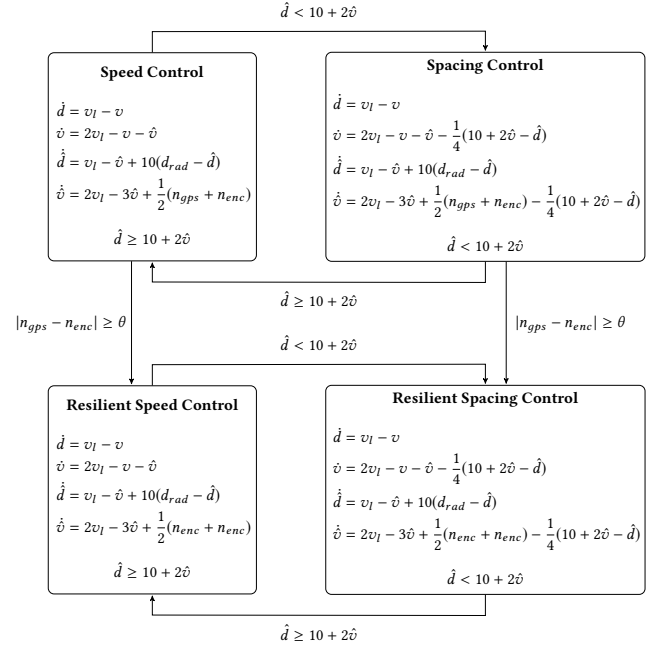 d̂ < 10 + 2v̂
Speed Control
ḋ = v_l − v
v̇ = 2v_l − v − v̂
d̂̇ = v_l − v̂ + 10(d_rad − d̂)
v̂̇ = 2v_l − 3v̂ + 1/2(n_gps + n_enc)
d̂ ≥ 10 + 2v̂
Spacing Control
ḋ = v_l − v
v̇ = 2v_l − v − v̂ − 1/4(10 + 2v̂ − d̂)
d̂̇ = v_l − v̂ + 10(d_rad − d̂)
v̂̇ = 2v_l − 3v̂ + 1/2(n_gps + n_enc) − 1/4(10 + 2v̂ − d̂)
d̂ < 10 + 2v̂
d̂ ≥ 10 + 2v̂
|n_gps − n_enc| ≥ θ
|n_gps − n_enc| ≥ θ
d̂ < 10 + 2v̂
Resilient Speed Control
ḋ = v_l − v
v̇ = 2v_l − v − v̂
d̂̇ = v_l − v̂ + 10(d_rad − d̂)
v̂̇ = 2v_l − 3v̂ + 1/2(n_enc + n_enc)
d̂ ≥ 10 + 2v̂
Resilient Spacing Control
ḋ = v_l − v
v̇ = 2v_l − v − v̂ − 1/4(10 + 2v̂ − d̂)
d̂̇ = v_l − v̂ + 10(d_rad − d̂)
v̂̇ = 2v_l − 3v̂ + 1/2(n_enc + n_enc) − 1/4(10 + 2v̂ − d̂)
d̂ < 10 + 2v̂
d̂ ≥ 10 + 2v̂